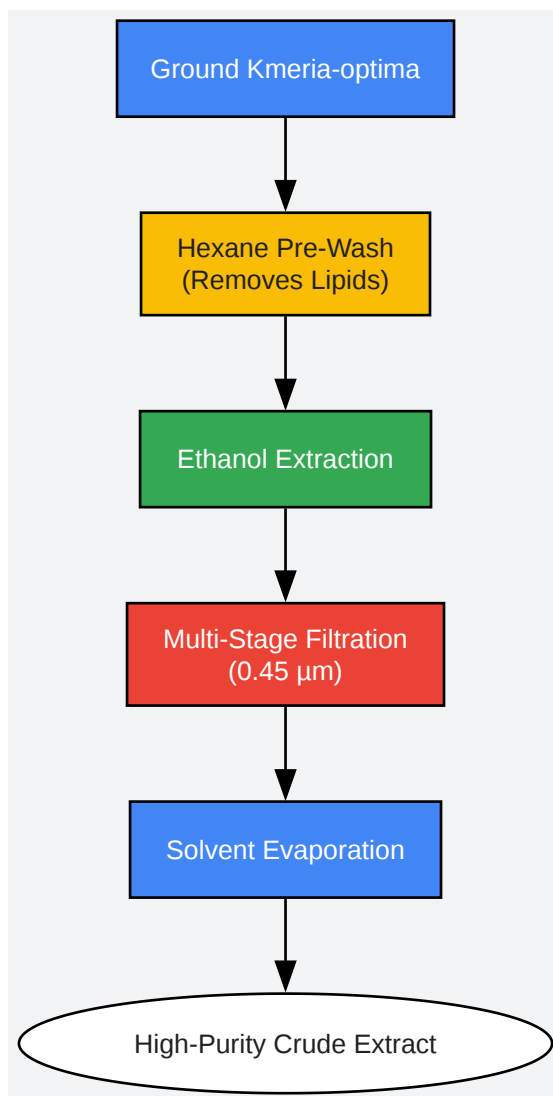 Ground Kmeria-optima
Hexane Pre-Wash
(Removes Lipids)
Ethanol Extraction
Multi-Stage Filtration
(0.45 µm)
Solvent Evaporation
High-Purity Crude Extract